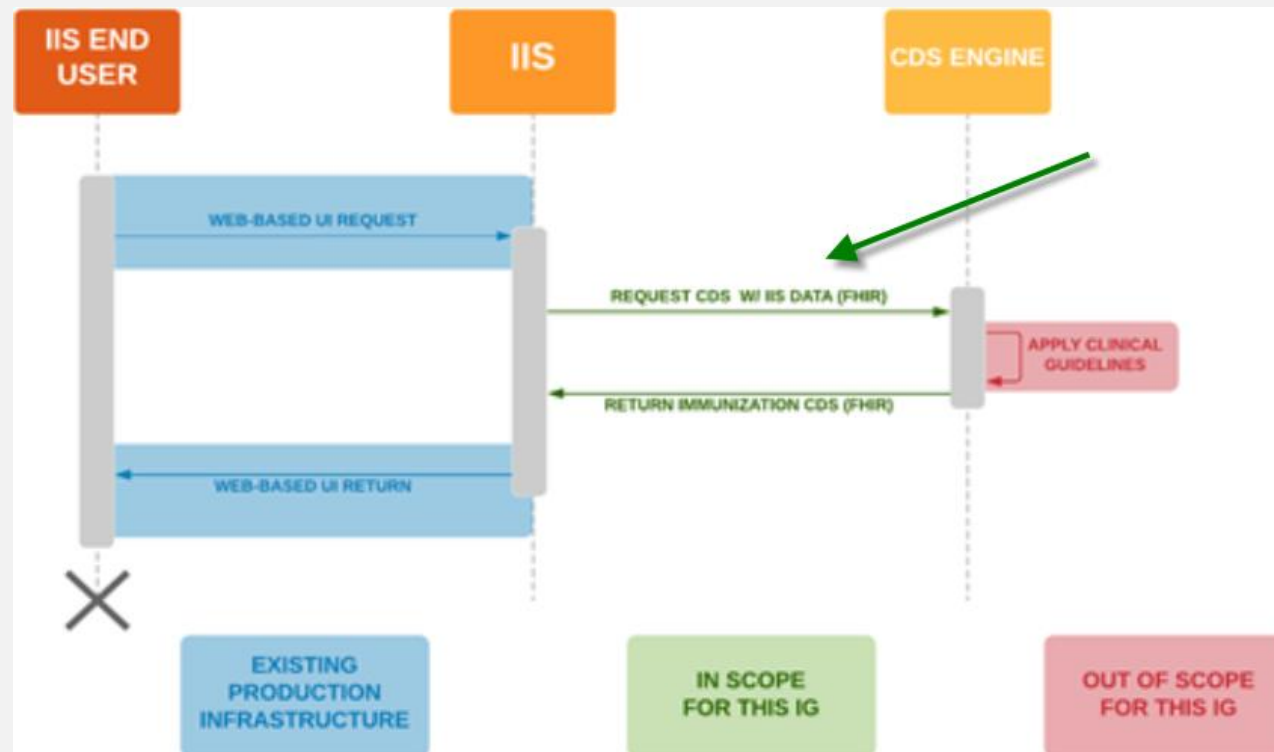 IIS END
USER
IIS
CDS ENGINE
WEB-BASED UI REQUEST
REQUEST CDS W/ IIS DATA (FHIR)
APPLY CLINICAL
GUIDELINES
RETURN IMMUNIZATION CDS (FHIR)
WEB-BASED UI RETURN
EXISTING
PRODUCTION
INFRASTRUCTURE
IN SCOPE
FOR THIS IG
OUT OF SCOPE
FOR THIS IG